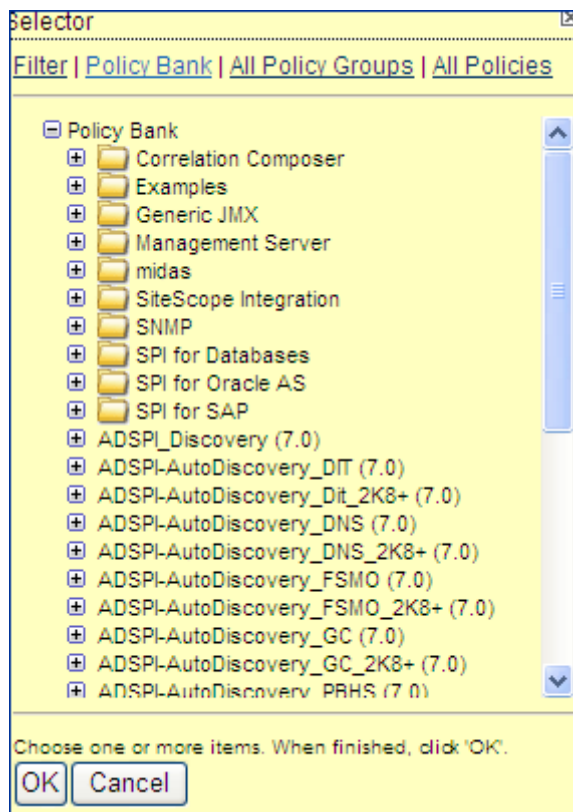 Selector
Filter | Policy Bank | All Policy Groups | All Policies
Policy Bank
Correlation Composer
Examples
Generic JMX
Management Server
midas
SiteScope Integration
SNMP
SPI for Databases
SPI for Oracle AS
SPI for SAP
ADSPI_Discovery (7.0)
ADSPI-AutoDiscovery_DIT (7.0)
ADSPI-AutoDiscovery_Dit_2K8+ (7.0)
ADSPI-AutoDiscovery_DNS (7.0)
ADSPI-AutoDiscovery_DNS_2K8+ (7.0)
ADSPI-AutoDiscovery_FSMO (7.0)
ADSPI-AutoDiscovery_FSMO_2K8+ (7.0)
ADSPI-AutoDiscovery_GC (7.0)
ADSPI-AutoDiscovery_GC_2K8+ (7.0)
ADSPI-AutoDiscovery_PBHS (7.0)
Choose one or more items. When finished, click 'OK'.
OK Cancel